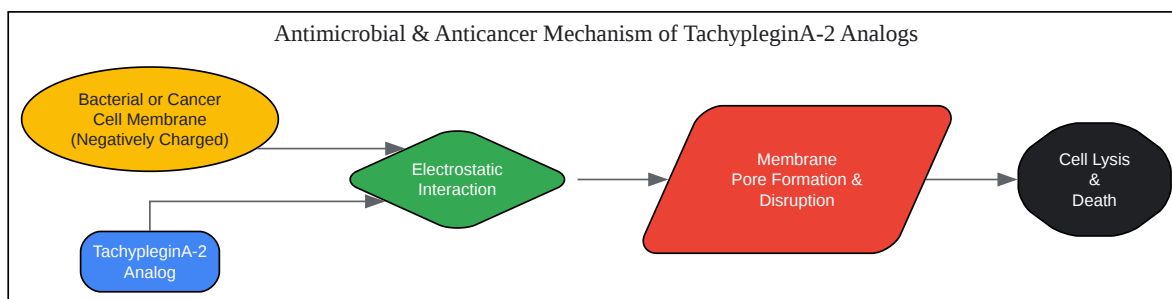 Antimicrobial & Anticancer Mechanism of TachypleginA-2 Analogs
Bacterial or Cancer
Cell Membrane
(Negatively Charged)
TachypleginA-2
Analog
Electrostatic
Interaction
Membrane
Pore Formation &
Disruption
Cell Lysis
&
Death